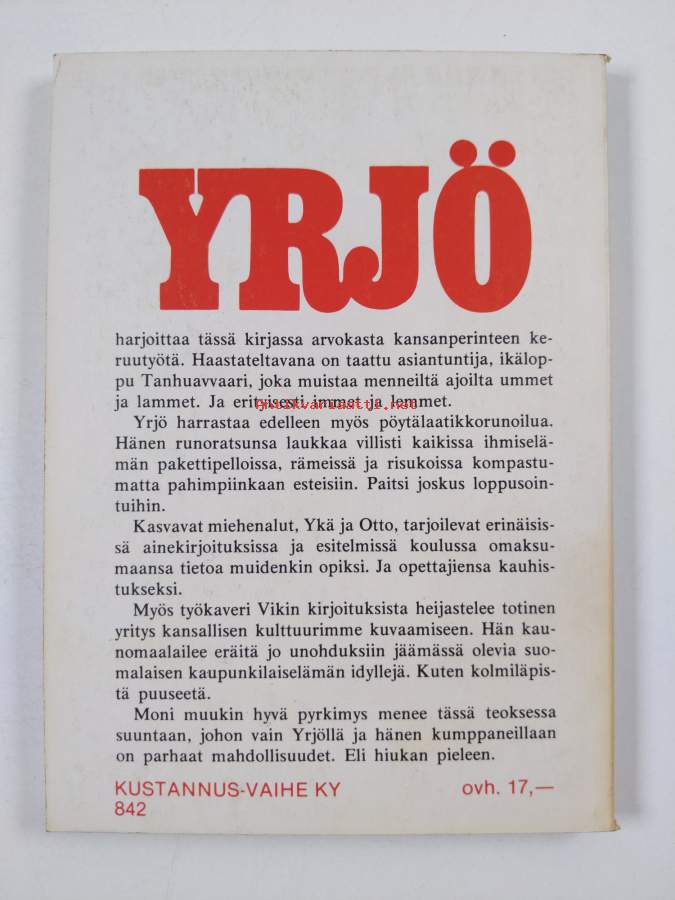 YRJÖ
harjoittaa tässä kirjassa arvokasta kansanperinteen ke-
ruutyötä. Haastateltavana on taattu asiantuntija, ikälop-
pu Tanhuavvaari, joka muistaa menneiltä ajoilta ummet
ja lammet. Ja erityisesti immet ja lemmet.
Antikvariaatti.net
Yrjö harrastaa edelleen myös pöytälaatikkorunoilua.
Hänen runoratsunsa laukkaa villisti kaikissa ihmiselä-
män pakettipelloissa, rämeissä ja risukoissa kompastu-
matta pahimpiinkaan esteisiin. Paitsi joskus loppusoin-
tuihin.
Kasvavat miehenalut, Ykä ja Otto, tarjoilevat erinäisis-
sä ainekirjoituksissa ja esitelmissä koulussa omaksu-
maansa tietoa muidenkin opiksi. Ja opettajiensa kauhis-
tukseksi.
Myös työkaveri Vikin kirjoituksista heijastelee totinen
yritys kansallisen kulttuurimme kuvaamiseen. Hän kau-
nomaalailee eräitä jo unohduksiin jäämässä olevia suo-
malaisen kaupunkilaiselämän idyllejä. Kuten kolmiläpis-
tä puuseetä.
Moni muukin hyvä pyrkimys menee tässä teoksessa
suuntaan, johon vain Yrjöllä ja hänen kumppaneillaan
on parhaat mahdollisuudet. Eli hiukan pieleen.
KUSTANNUS-VAIHE KY ovh. 17,—
842